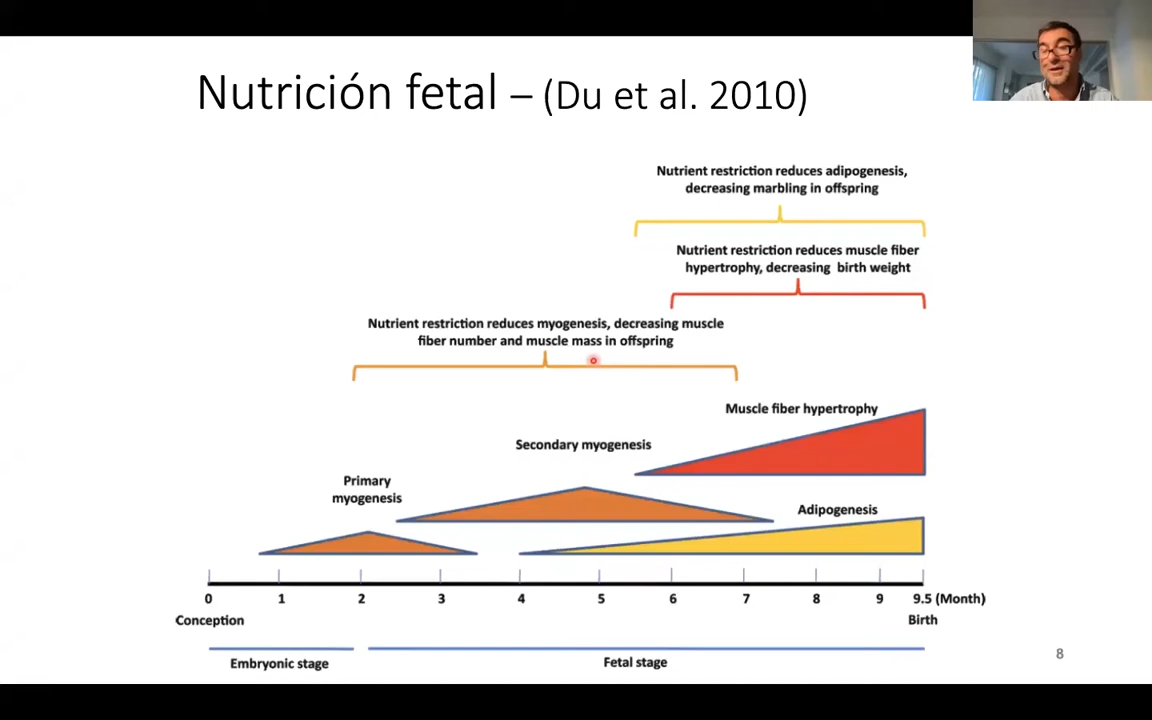 Nutrición fetal – (Du et al. 2010)
Nutrient restriction reduces adipogenesis,
decreasing marbling in offspring
Nutrient restriction reduces muscle fiber
hypertrophy, decreasing birth weight
Nutrient restriction reduces myogenesis, decreasing muscle
fiber number and muscle mass in offspring
Muscle fiber hypertrophy
Secondary myogenesis
Primary
myogenesis
Adipogenesis
0 1 2 3 4 5 6 7 8 9 9.5 (Month)
Conception Birth
Embryonic stage Fetal stage
8